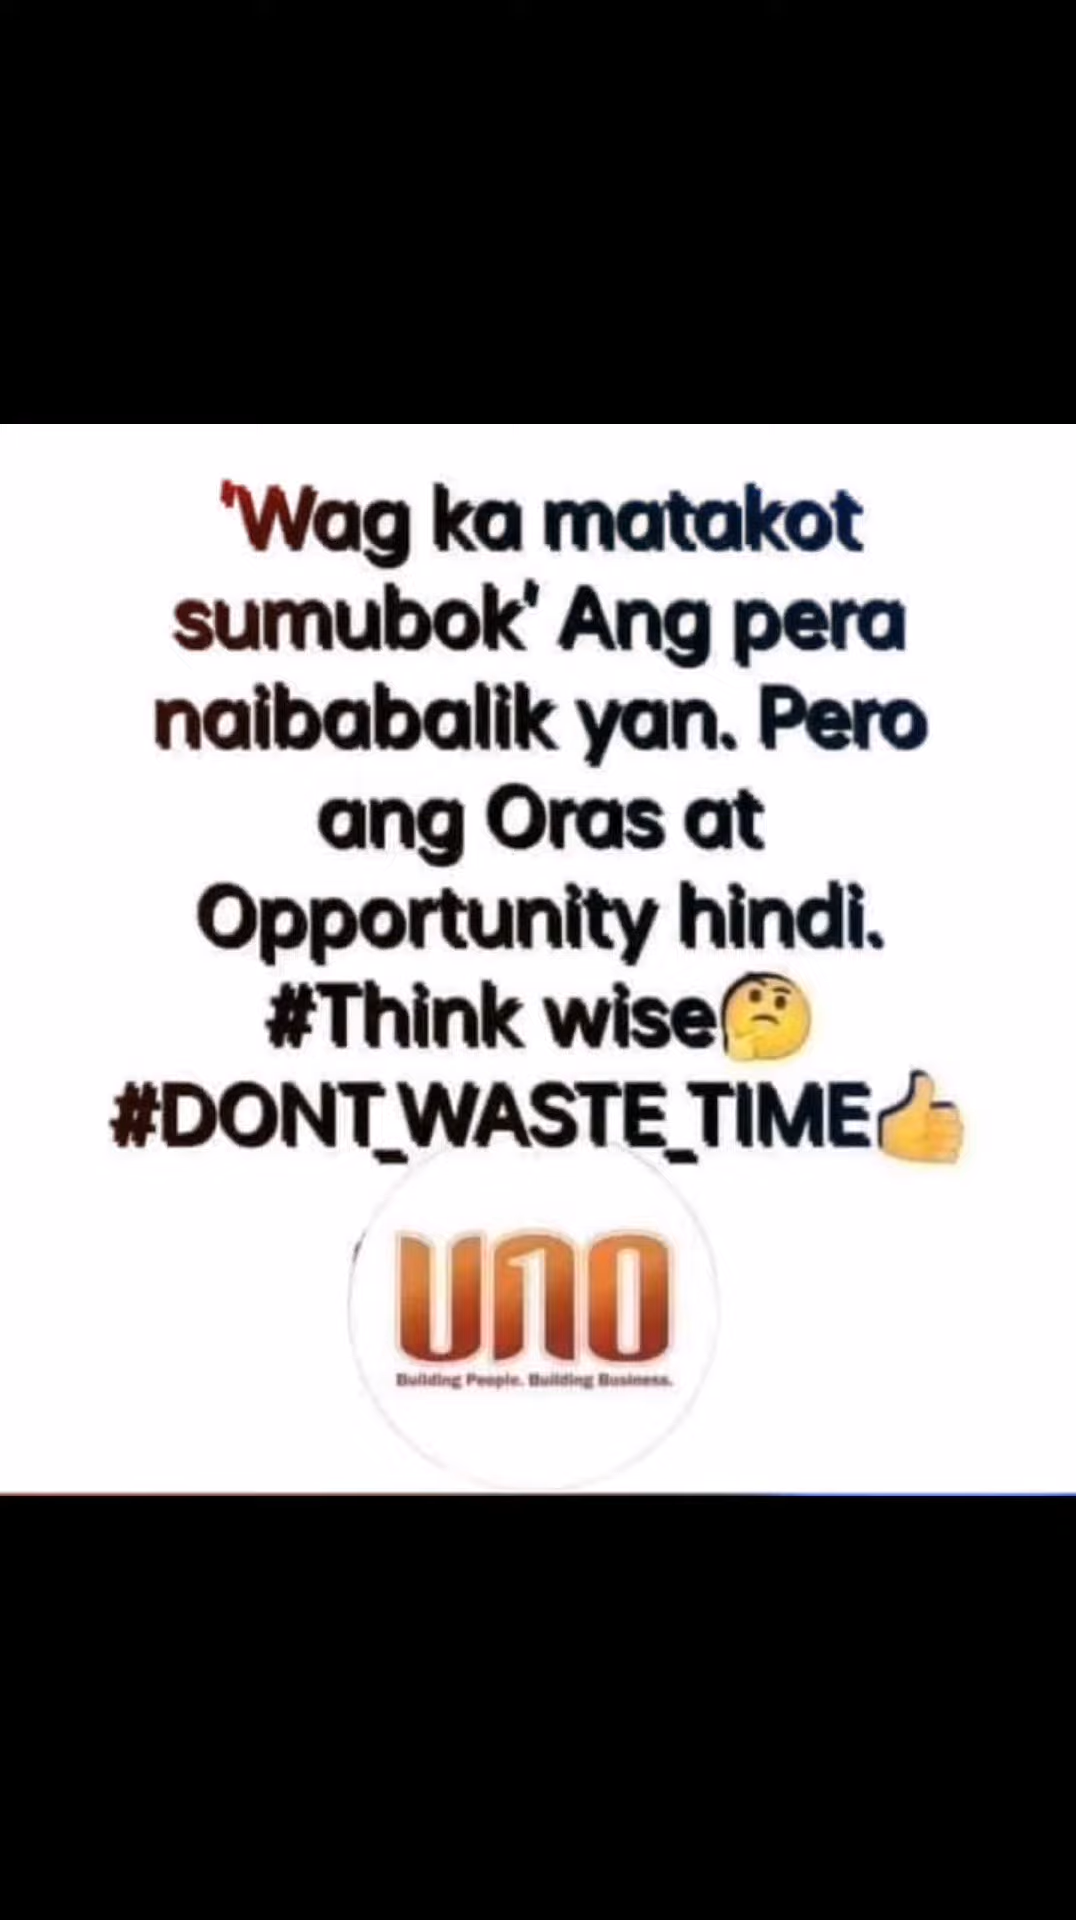 'Wag ka matakot
sumubok' Ang pera
naibabalik yan. Pero
ang Oras at
Opportunity hindi.
#Think wise🤔
#DONT_WASTE_TIME👍
UNO
Building People. Building Business.